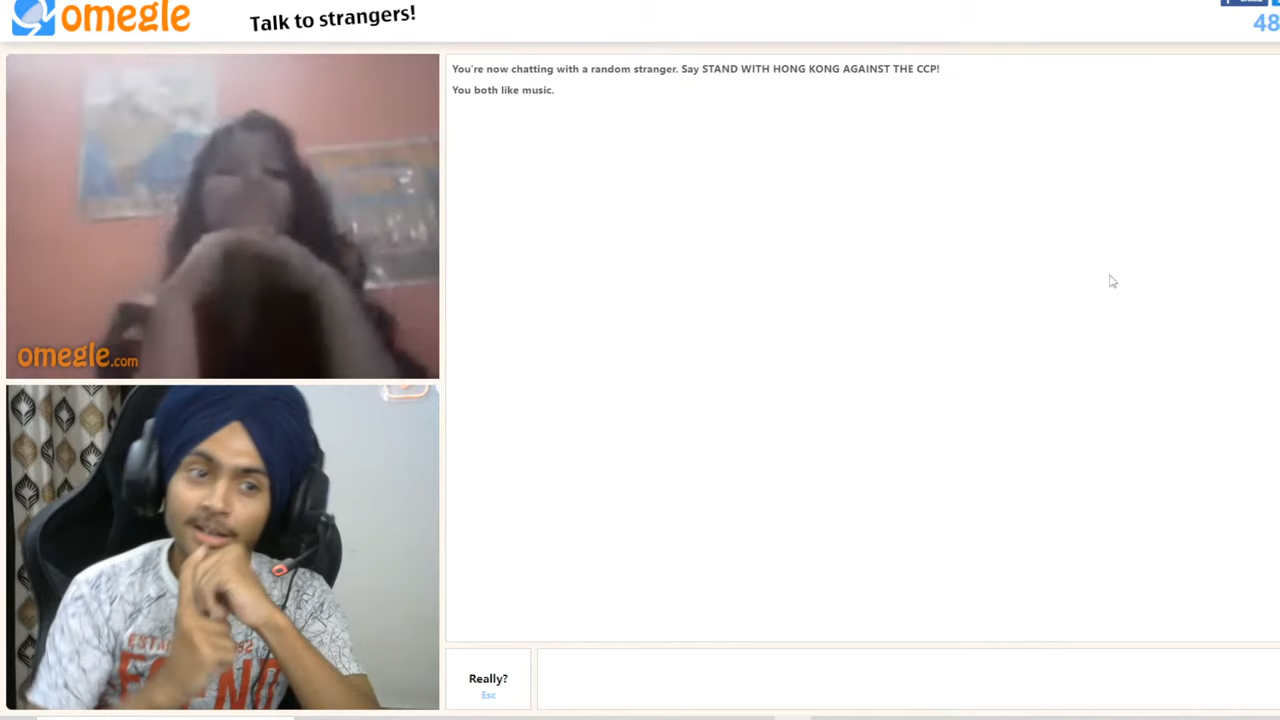 omegle
Talk to strangers!
48
You're now chatting with a random stranger. Say STAND WITH HONG KONG AGAINST THE CCP!
You both like music.
omegle.com
Really?
Esc